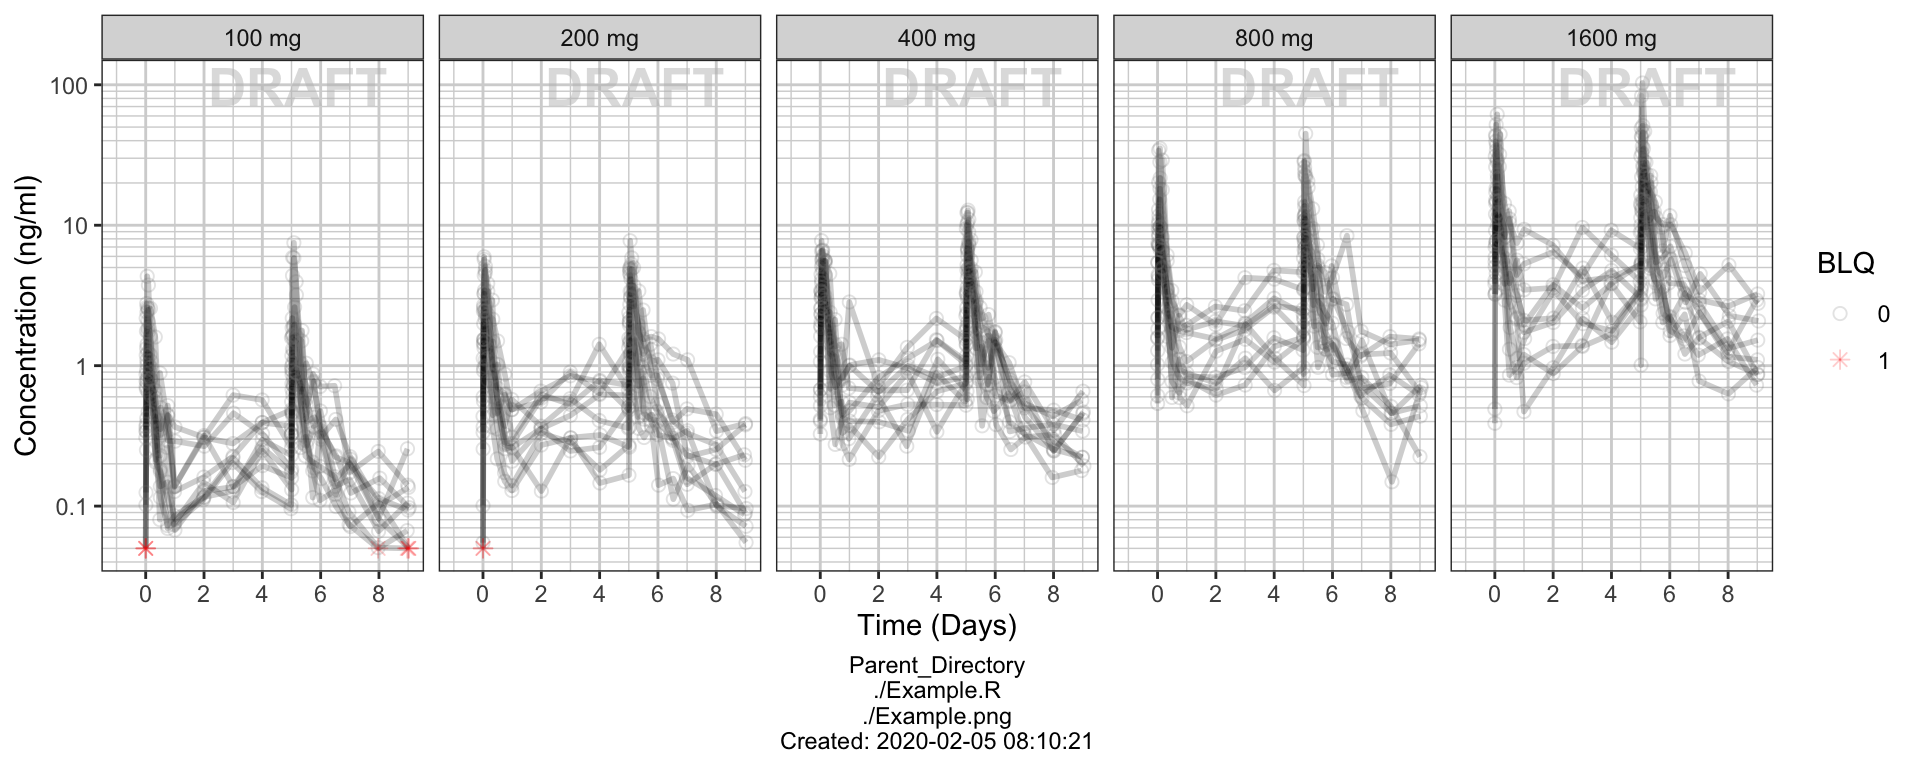 100 mg 200 mg 400 mg 800 mg 1600 mg
DRAFT DRAFT DRAFT DRAFT DRAFT
Concentration (ng/ml)
100
10
1
0.1
BLQ
0
1
0 2 4 6 8 0 2 4 6 8 0 2 4 6 8 0 2 4 6 8 0 2 4 6 8
Time (Days)
Parent_Directory
./Example.R
./Example.png
Created: 2020-02-05 08:10:21